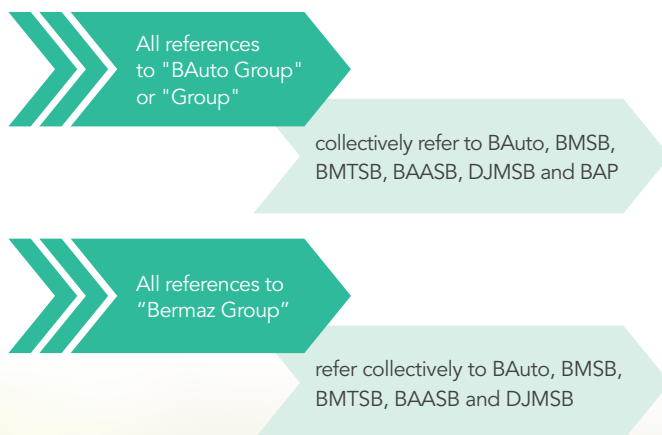 All references
to "BAuto Group"
or "Group"
collectively refer to BAuto, BMSB,
BMTSB, BAASB, DJMSB and BAP
All references to
“Bermaz Group”
refer collectively to BAuto, BMSB,
BMTSB, BAASB and DJMSB